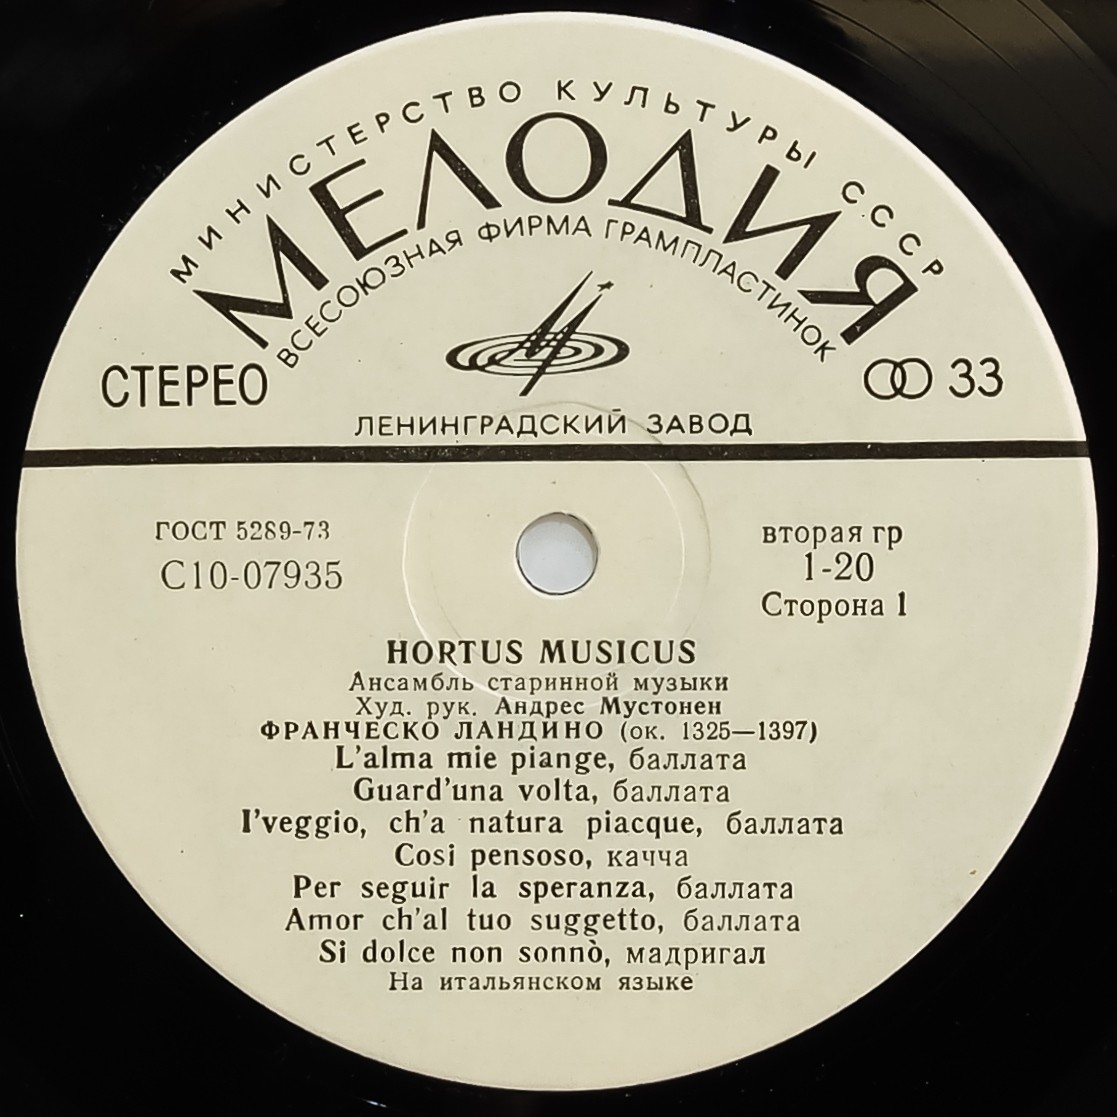 МИНИСТЕРСТВО КУЛЬТУРЫ СССР
МЕЛОДИЯ
ВСЕСОЮЗНАЯ ФИРМА ГРАМПЛАСТИНОК
СТЕРЕО
33
ЛЕНИНГРАДСКИЙ ЗАВОД
ГОСТ 5289-73
С10-07935
вторая гр
1-20
Сторона 1
HORTUS MUSICUS
Ансамбль старинной музыки
Худ. рук. Андрес Мустонен
ФРАНЧЕСКО ЛАНДИНО (ок. 1325—1397)
L'alma mie piange, баллата
Guard'una volta, баллата
I'veggio, ch'a natura piacque, баллата
Cosi pensoso, качча
Per seguir la speranza, баллата
Amor ch'al tuo suggetto, баллата
Si dolce non sonnò, мадригал
На итальянском языке